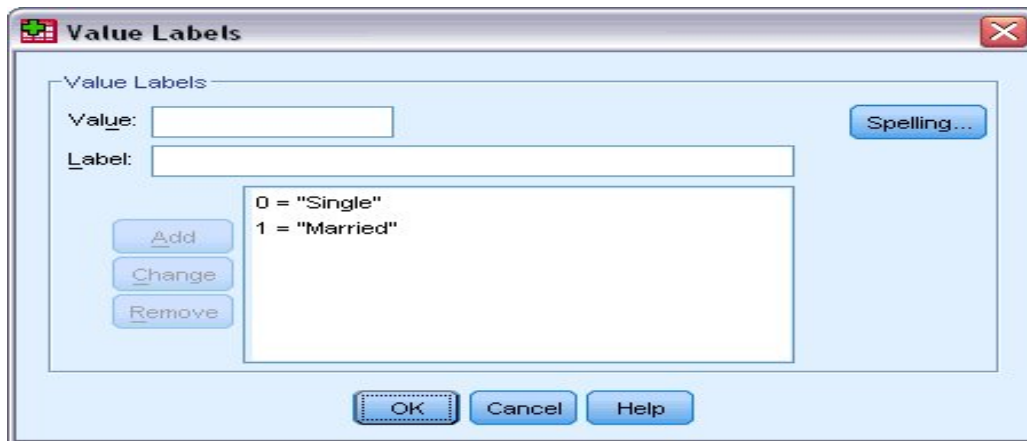 Value Labels
Value Labels
Value:
Spelling...
Label:
0 = "Single"
1 = "Married"
Add
Change
Remove
OK Cancel Help